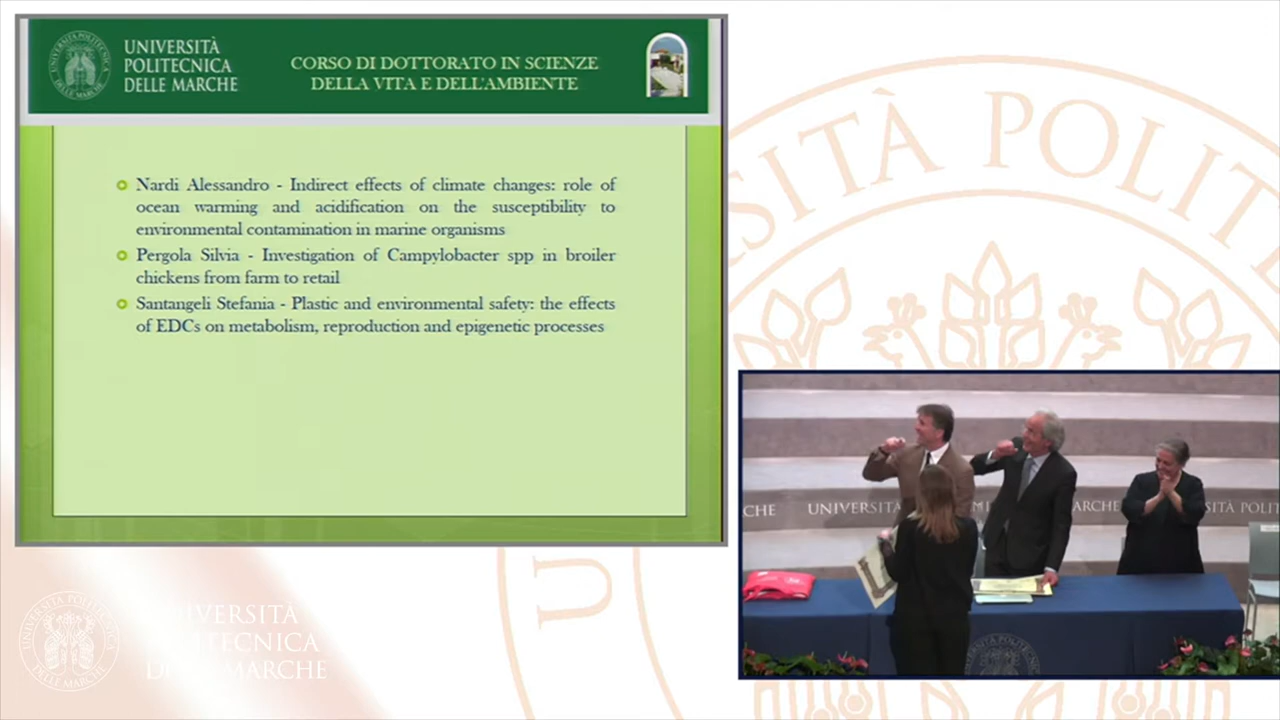 UNIVERSITÀ
POLITECNICA
DELLE MARCHE
CORSO DI DOTTORATO IN SCIENZE
DELLA VITA E DELL'AMBIENTE
Nardi Alessandro - Indirect effects of climate changes: role of
ocean warming and acidification on the susceptibility to
environmental contamination in marine organisms
Pergola Silvia - Investigation of Campylobacter spp in broiler
chickens from farm to retail
Santangeli Stefania - Plastic and environmental safety: the effects
of EDCs on metabolism, reproduction and epigenetic processes
SITÀ POLITE
CHE UNIVERSITÀ MARCHE SITÀ POLIT
UNIVERSITÀ
POLITECNICA
DELLE MARCHE
U